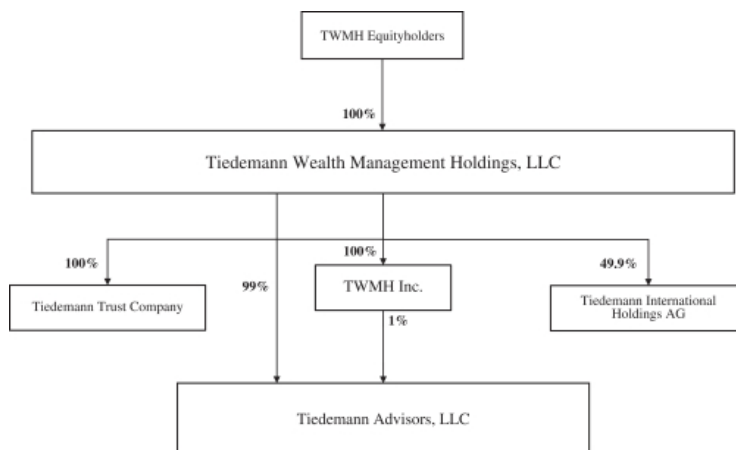 TWMH Equityholders
100%
Tiedemann Wealth Management Holdings, LLC
100%
100%
49.9%
99%
Tiedemann Trust Company
TWMH Inc.
Tiedemann International
Holdings AG
1%
Tiedemann Advisors, LLC